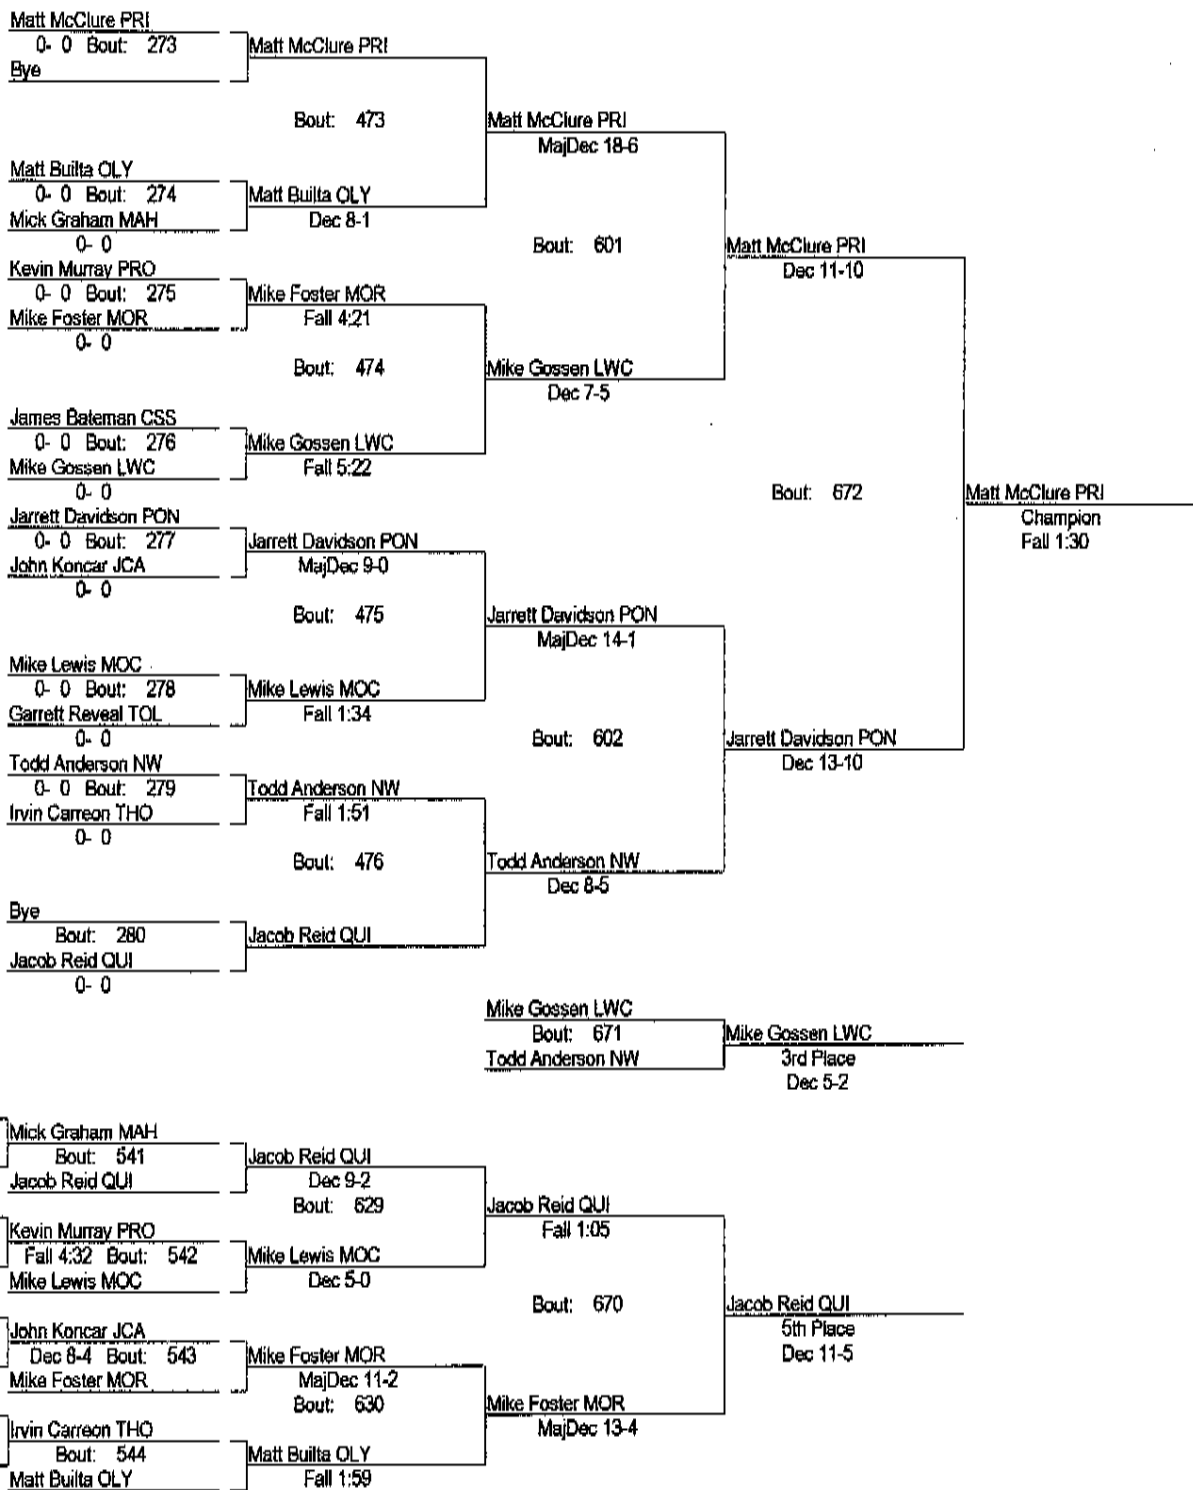 Matt McClure PRI
0- 0 Bout: 273
Bye
Matt McClure PRI
Bout: 473
Matt McClure PRI
MajDec 18-6
Matt Builta OLY
0- 0 Bout: 274
Mick Graham MAH
0- 0
Matt Builta OLY
Dec 8-1
Bout: 601
Matt McClure PRI
Dec 11-10
Kevin Murray PRO
0- 0 Bout: 275
Mike Foster MOR
0- 0
Mike Foster MOR
Fall 4:21
Bout: 474
Mike Gossen LWC
Dec 7-5
James Bateman CSS
0- 0 Bout: 276
Mike Gossen LWC
0- 0
Mike Gossen LWC
Fall 5:22
Bout: 672
Matt McClure PRI
Champion
Fall 1:30
Jarrett Davidson PON
0- 0 Bout: 277
John Koncar JCA
0- 0
Jarrett Davidson PON
MajDec 9-0
Bout: 475
Jarrett Davidson PON
MajDec 14-1
Mike Lewis MOC
0- 0 Bout: 278
Garrett Reveal TOL
0- 0
Mike Lewis MOC
Fall 1:34
Bout: 602
Jarrett Davidson PON
Dec 13-10
Todd Anderson NW
0- 0 Bout: 279
Irvin Carreon THO
0- 0
Todd Anderson NW
Fall 1:51
Bout: 476
Todd Anderson NW
Dec 8-5
Bye
Bout: 280
Jacob Reid QUI
0- 0
Jacob Reid QUI
Mike Gossen LWC
Bout: 671
Todd Anderson NW
Mike Gossen LWC
3rd Place
Dec 5-2
Mick Graham MAH
Bout: 541
Jacob Reid QUI
Jacob Reid QUI
Dec 9-2
Bout: 629
Jacob Reid QUI
Fall 1:05
Kevin Murray PRO
Fall 4:32 Bout: 542
Mike Lewis MOC
Mike Lewis MOC
Dec 5-0
Bout: 670
Jacob Reid QUI
5th Place
Dec 11-5
John Koncar JCA
Dec 8-4 Bout: 543
Mike Foster MOR
Mike Foster MOR
MajDec 11-2
Bout: 630
Mike Foster MOR
MajDec 13-4
Irvin Carreon THO
Bout: 544
Matt Builta OLY
Matt Builta OLY
Fall 1:59